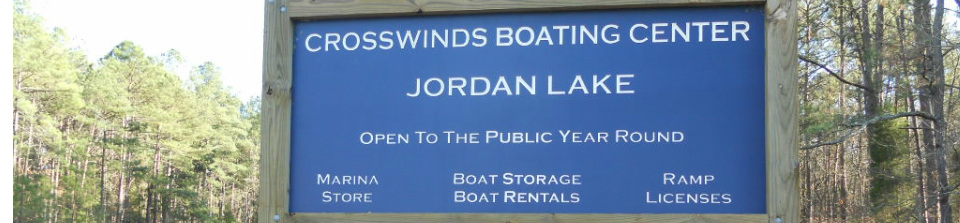 CROSSWINDS BOATING CENTER
JORDAN LAKE
OPEN TO THE PUBLIC YEAR ROUND
MARINA STORE
BOAT STORAGE
BOAT RENTALS
RAMP
LICENSES